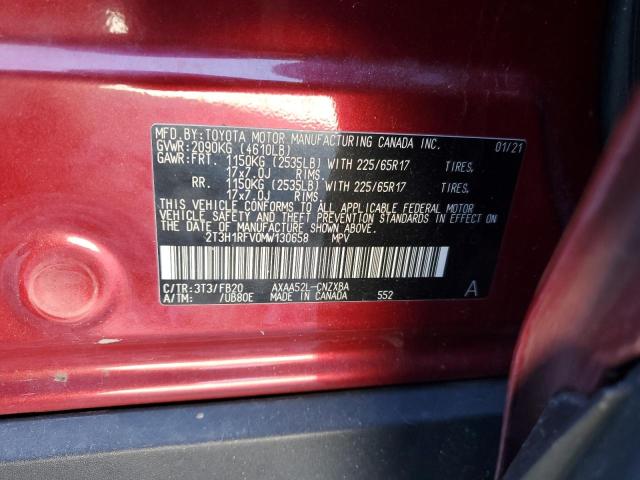 MFD.BY:TOYOTA MOTOR MANUFACTURING CANADA INC. 01/21
GVWR:2090KG (4610LB)
GAWR:FRT. 1150KG (2535LB) WITH 225/65R17 TIRES,
17x7.0J RIMS.
RR. 1150KG (2535LB) WITH 225/65R17 TIRES,
17x7.0J RIMS.
THIS VEHICLE CONFORMS TO ALL APPLICABLE FEDERAL MOTOR
VEHICLE SAFETY AND THEFT PREVENTION STANDARDS IN EFFECT
ON THE DATE OF MANUFACTURE SHOWN ABOVE.
2T3H1RFV0MW130658 MPV
C/TR:3T3/FB20 AXAA52L-CNZXBA
A/TM: /UB80E MADE IN CANADA 552 A